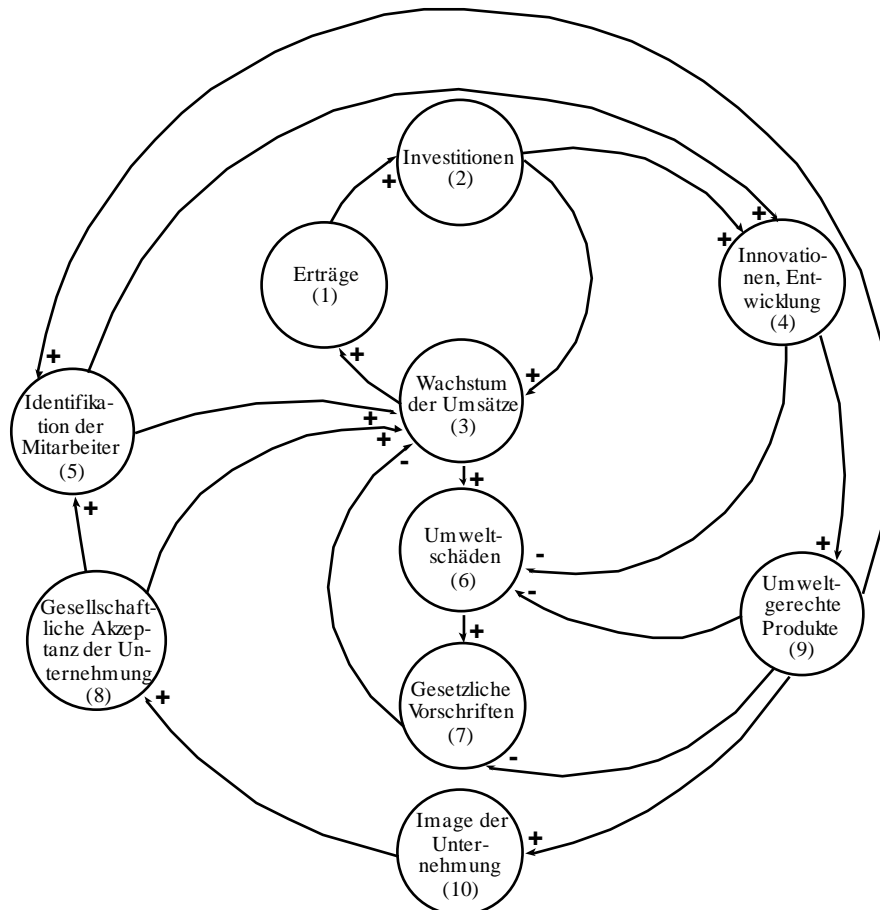 Investitionen
(2)
+
+
+
Innovatio-
nen, Ent-
wicklung
(4)
Erträge
(1)
+
+
+
Wachstum
der Umsätze
(3)
Identifika-
tion der
Mitarbeiter
(5)
+
+
-
+
+
Umwelt-
schäden
(6)
-
-
+
Umwelt-
gerechte
Produkte
(9)
Gesellschaft-
liche Akzep-
tanz der Un-
ternehmung
(8)
+
+
Gesetzliche
Vorschriften
(7)
-
Image der
Unter-
nehmung
(10)
+